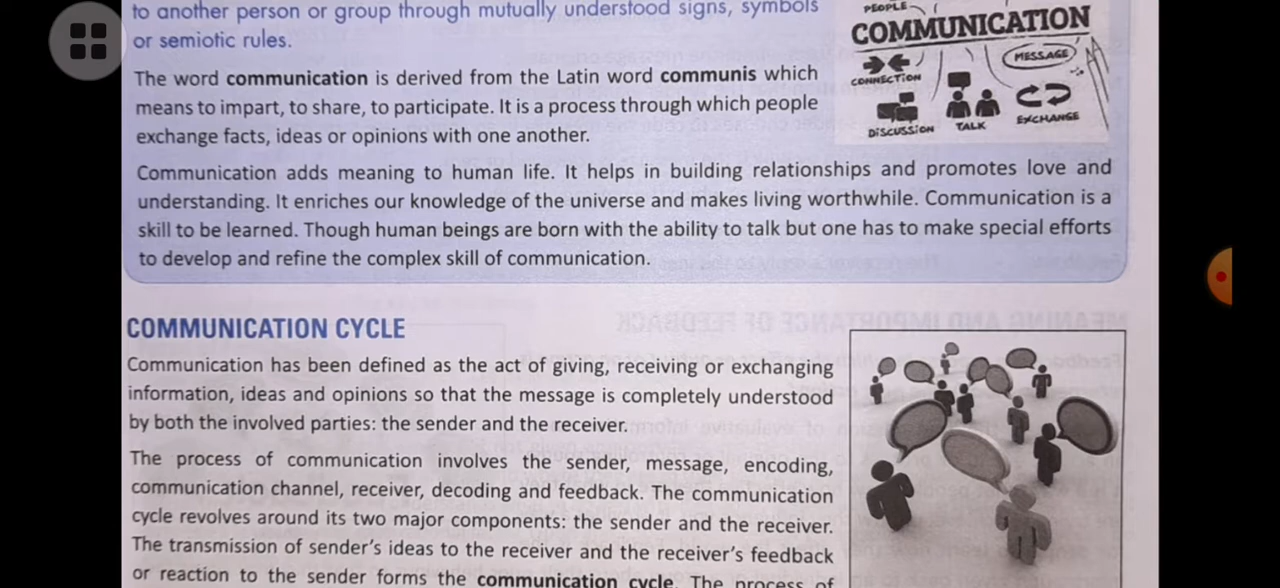 to another person or group through mutually understood signs, symbols
or semiotic rules.
PEOPLE
COMMUNICATION
CONNECTION
MESSAGE
DISCUSSION
TALK
EXCHANGE
The word communication is derived from the Latin word communis which
means to impart, to share, to participate. It is a process through which people
exchange facts, ideas or opinions with one another.
Communication adds meaning to human life. It helps in building relationships and promotes love and
understanding. It enriches our knowledge of the universe and makes living worthwhile. Communication is a
skill to be learned. Though human beings are born with the ability to talk but one has to make special efforts
to develop and refine the complex skill of communication.
COMMUNICATION CYCLE
Communication has been defined as the act of giving, receiving or exchanging
information, ideas and opinions so that the message is completely understood
by both the involved parties: the sender and the receiver.
The process of communication involves the sender, message, encoding,
communication channel, receiver, decoding and feedback. The communication
cycle revolves around its two major components: the sender and the receiver.
The transmission of sender's ideas to the receiver and the receiver's feedback
or reaction to the sender forms the communication cycle. The process